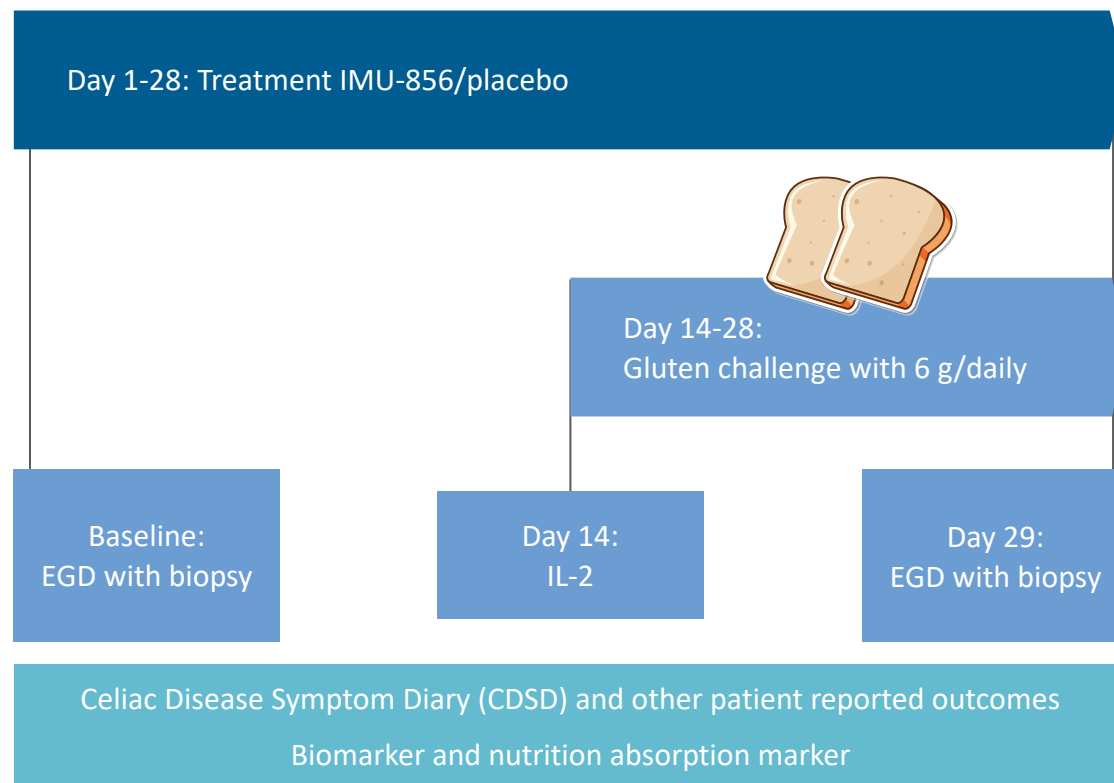 Day 1-28: Treatment IMU-856/placebo
Day 14-28:
Gluten challenge with 6 g/daily
Baseline:
EGD with biopsy
Day 14:
IL-2
Day 29:
EGD with biopsy
Celiac Disease Symptom Diary (CDSD) and other patient reported outcomes
Biomarker and nutrition absorption marker